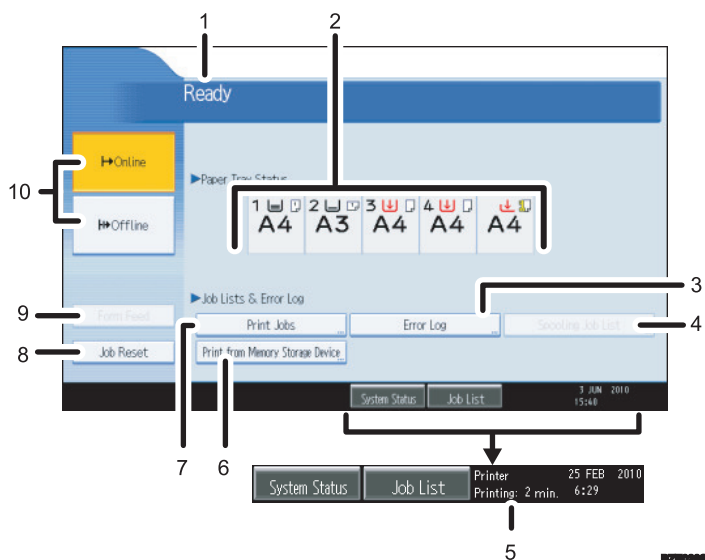 1
2
Ready
Online
Paper Tray Status
10
1 2 3 4
A4 A3 A4 A4 A4
Offline
Job Lists & Error Log
3
9
Form Feed
Print Jobs
Error Log
Spooling Job List
4
8
Job Reset
Print from Memory Storage Device
System Status
Job List
3 JUN 2010
15:48
7
6
System Status
Job List
Printer
25 FEB 2010
Printing: 2 min.
6:29
5